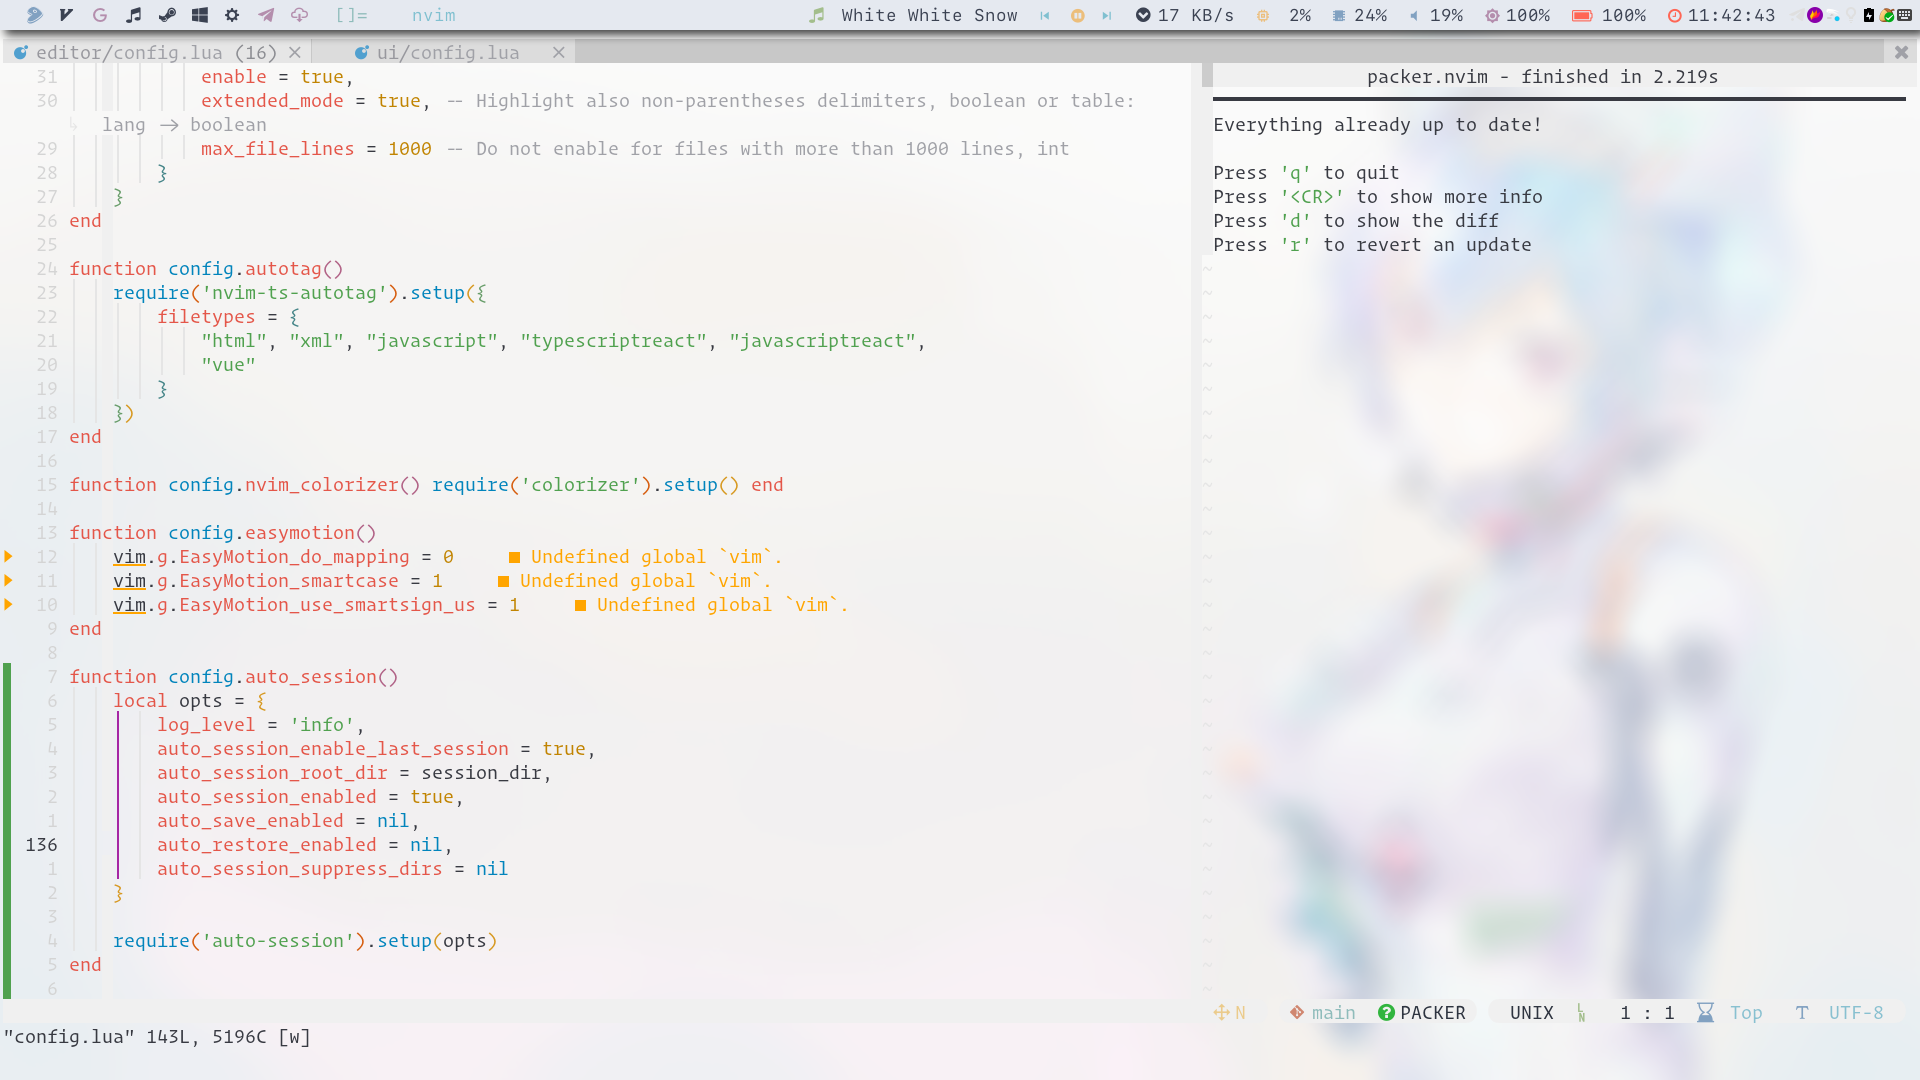 []= nvim White White Snow 17 KB/s 2% 24% 19% 100% 100% 11:42:43
editor/config.lua (16) × ui/config.lua ×
31 enable = true,
30 extended_mode = true, -- Highlight also non-parentheses delimiters, boolean or table:
lang -> boolean
29 max_file_lines = 1000 -- Do not enable for files with more than 1000 lines, int
28 }
27 }
26 end
25
24 function config.autotag()
23 require('nvim-ts-autotag').setup({
22 filetypes = {
21 "html", "xml", "javascript", "typescriptreact", "javascriptreact",
20 "vue"
19 }
18 })
17 end
16
15 function config.nvim_colorizer() require('colorizer').setup() end
14
13 function config.easymotion()
12 vim.g.EasyMotion_do_mapping = 0 ■ Undefined global `vim`.
11 vim.g.EasyMotion_smartcase = 1 ■ Undefined global `vim`.
10 vim.g.EasyMotion_use_smartsign_us = 1 ■ Undefined global `vim`.
9 end
8
7 function config.auto_session()
6 local opts = {
5 log_level = 'info',
4 auto_session_enable_last_session = true,
3 auto_session_root_dir = session_dir,
2 auto_session_enabled = true,
1 auto_save_enabled = nil,
136 auto_restore_enabled = nil,
1 auto_session_suppress_dirs = nil
2 }
3
4 require('auto-session').setup(opts)
5 end
6
packer.nvim - finished in 2.219s
Everything already up to date!
Press 'q' to quit
Press '<CR>' to show more info
Press 'd' to show the diff
Press 'r' to revert an update
N main PACKER UNIX LN 1 : 1 Top T UTF-8
"config.lua" 143L, 5196C [w]